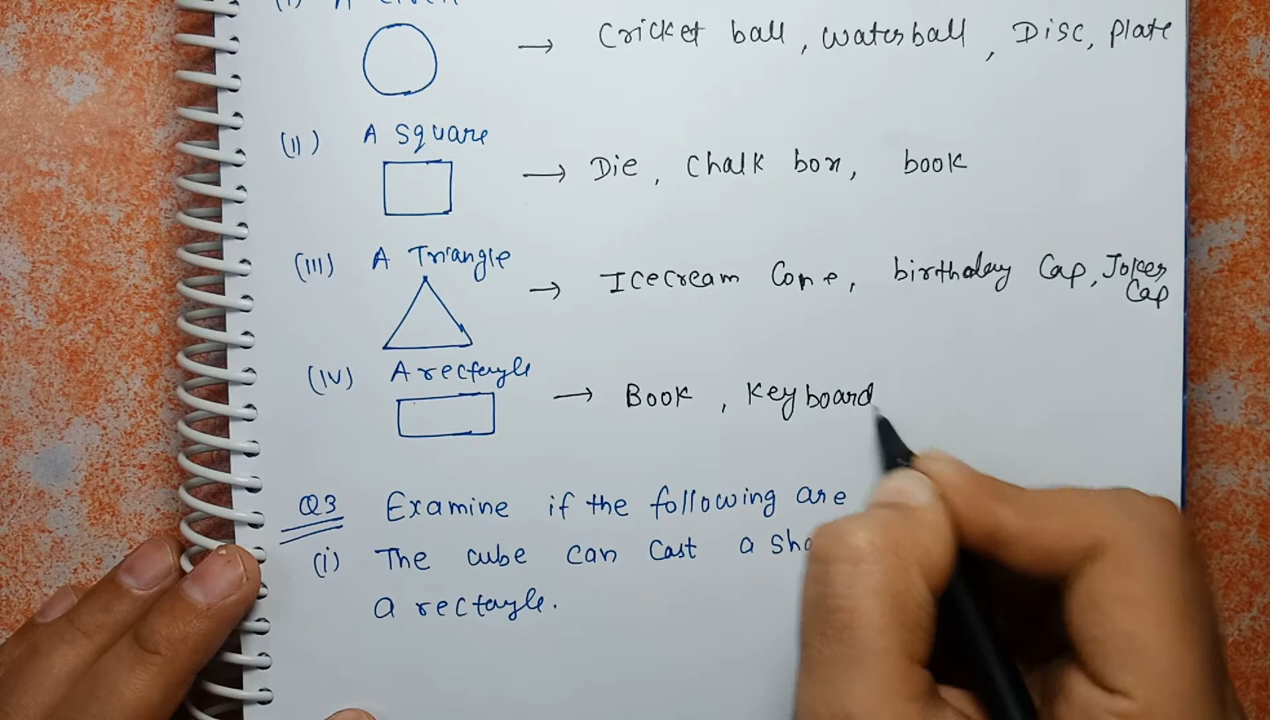 (i) A
→ Cricket ball, waterball, Disc, plate
(II) A square
→ Die, chalk box, book
(III) A Triangle
→ Icecream Cone, birthday Cap, Joker
Cap
(IV) A rectangle
→ Book, Keyboard
Q3 Examine if the following are
(i) The cube can cast a sha
a rectangle.